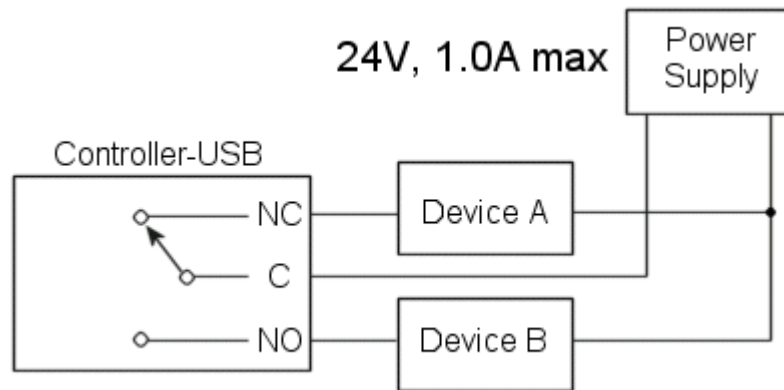 24V, 1.0A max
Power
Supply
Controller-USB
NC
Device A
C
NO
Device B